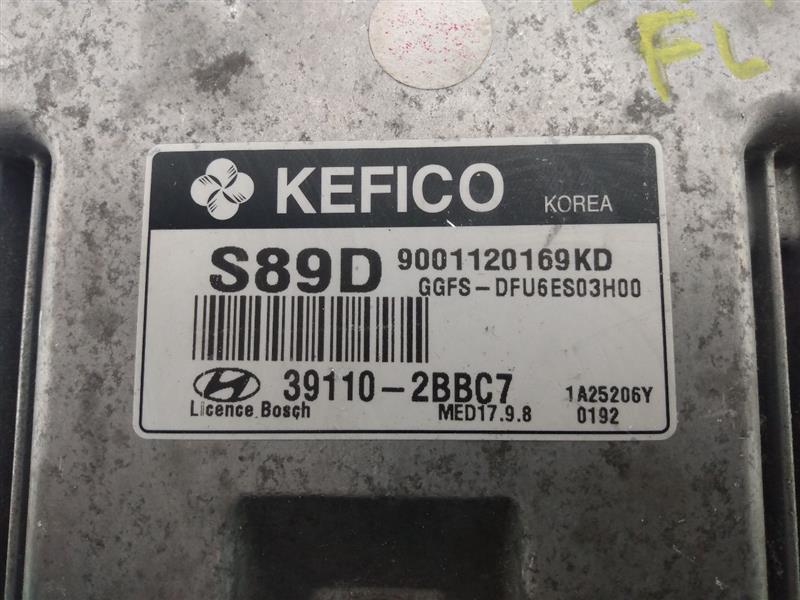 FL
KEFICO KOREA
S89D 9001120169KD
GGFS-DFU6ES03H00
39110-2BBC7 1A25206Y
Licence Bosch MED17.9.8 0192